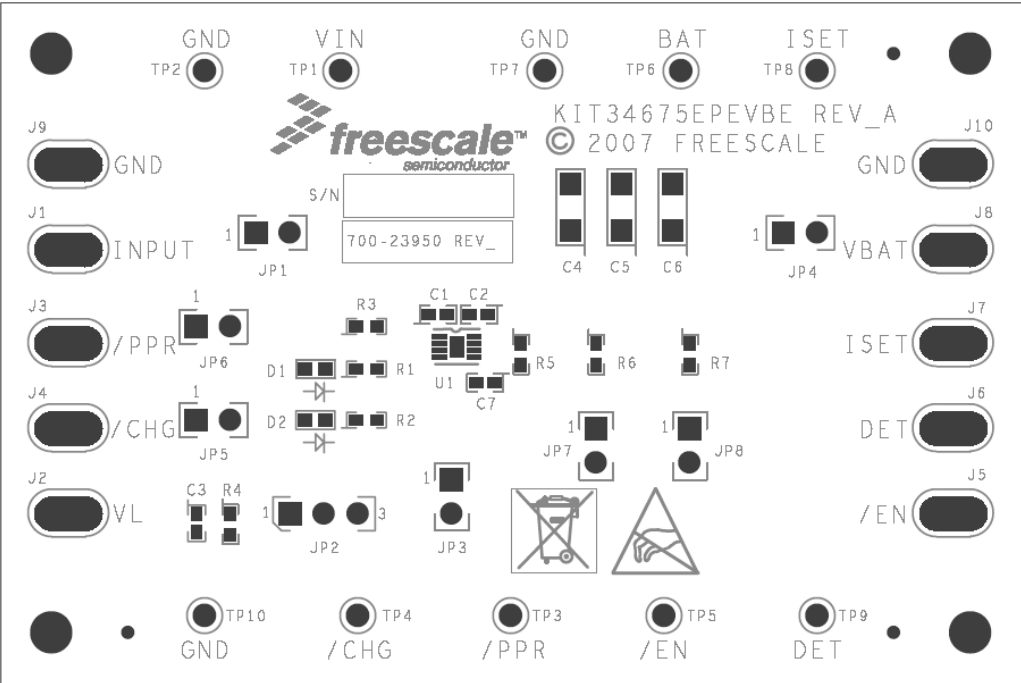 GND VIN GND BAT ISET
TP2 TP1 TP7 TP6 TP8
KIT34675EPEVBE REV_A
freescale™
© 2007 FREESCALE
semiconductor
J9 J10
GND GND
S/N
J1 J8
1 1
INPUT 700-23950 REV_ VBAT
JP1 C4 C5 C6 JP4
J3 1 R3 C1 C2 J7
/PPR ISET
JP6 D1 R1 U1 R5 R6 R7
J4 1 C7 J6
/CHG D2 R2 1 1 DET
JP5 JP7 JP8
J2 C3 R4 J5
VL 1 3 /EN
1
JP2 JP3
TP10 TP4 TP3 TP5 TP9
GND /CHG /PPR /EN DET